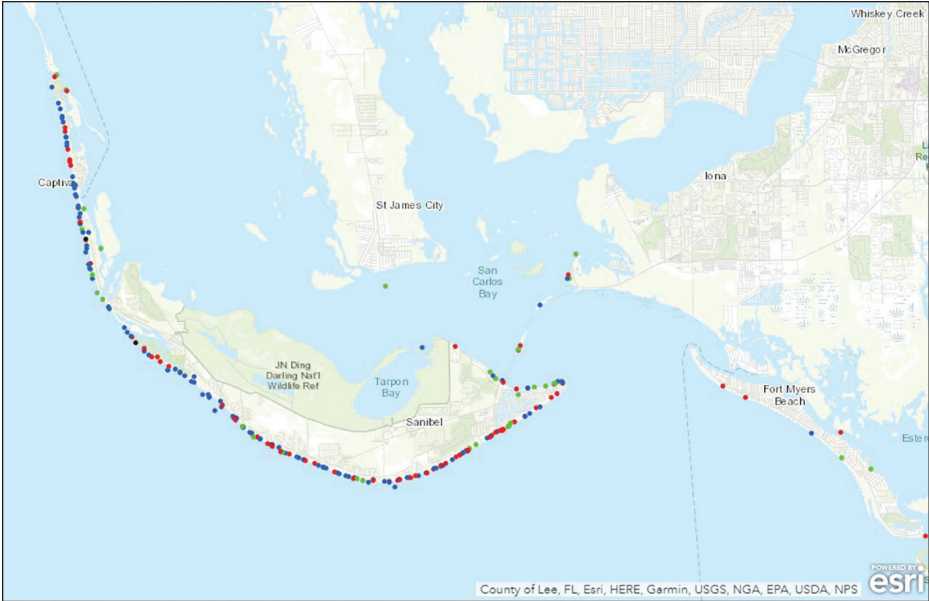 Whiskey Creek
McGregor
Iona
Captiva
St James City
San
Carlos
Bay
JN Ding
Darling Nat'l
Wildlife Ref
Tarpon
Bay
Sanibel
Fort Myers
Beach
Estero
County of Lee, FL, Esri, HERE, Garmin, USGS, NGA, EPA, USDA, NPS
POWERED BY
esri